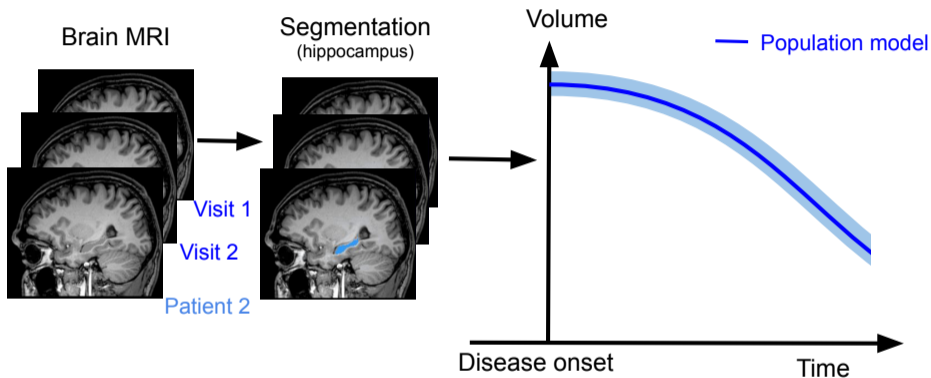 Brain MRI
Segmentation
(hippocampus)
Volume
Population model
Visit 1
Visit 2
Patient 2
Disease onset
Time